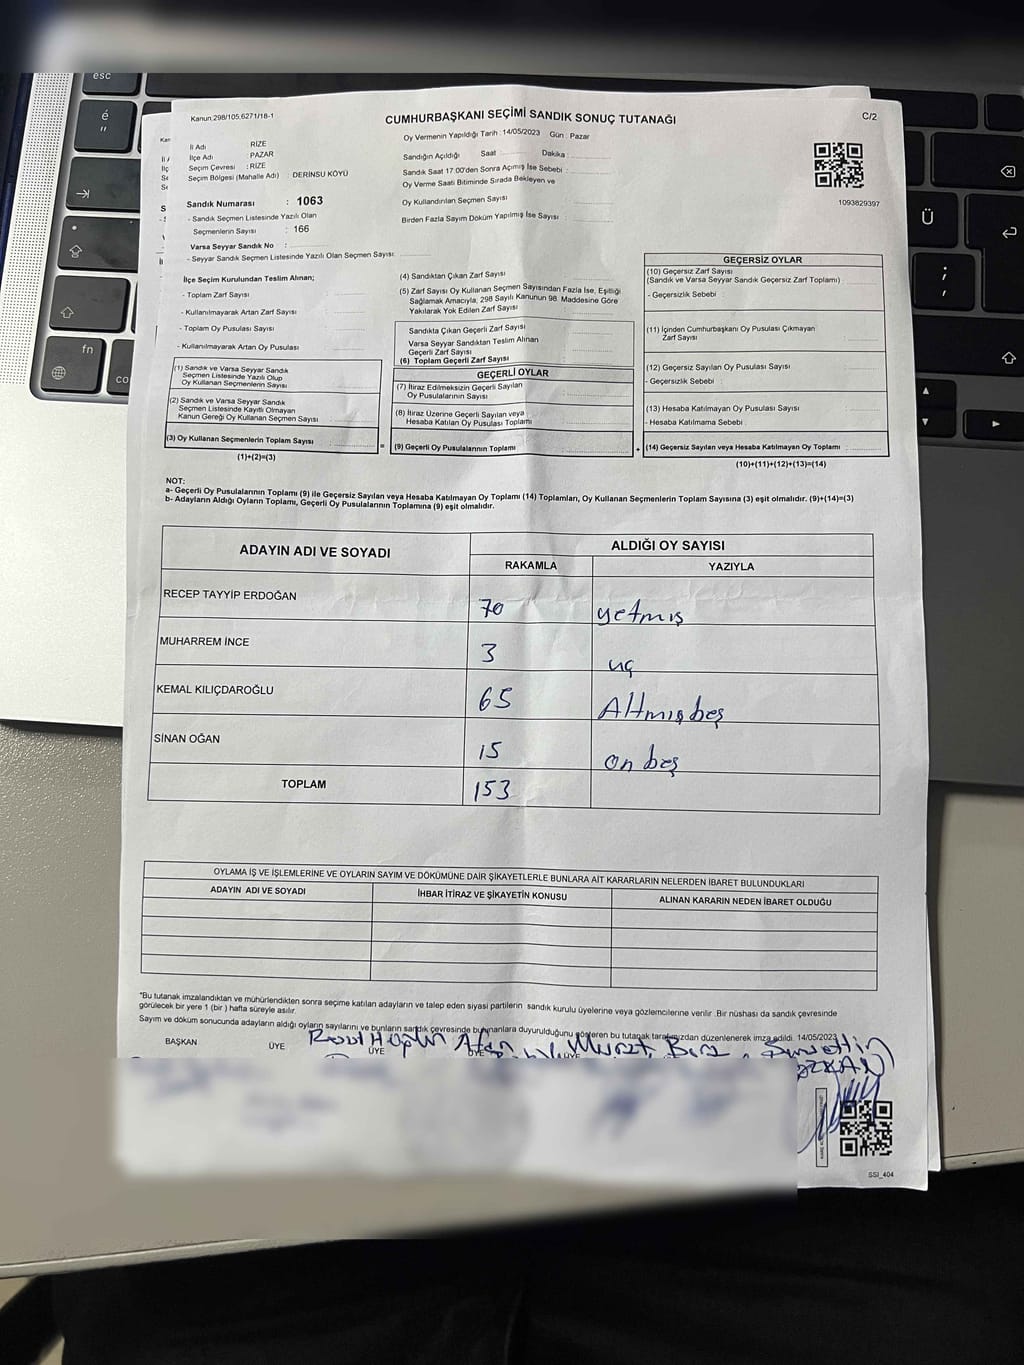 esc
Kanun,298/105,6271/18-1
CUMHURBAŞKANI SEÇİMİ SANDIK SONUÇ TUTANAĞI
C/2
Oy Vermenin Yapıldığı Tarih : 14/05/2023 Gün : Pazar
İl Adı RİZE
İlçe Adı : PAZAR
Seçim Çevresi : RİZE
Seçim Bölgesi (Mahalle Adı) : DERİNSU KÖYÜ
Sandığın Açıldığı Saat Dakika
Sandık Saat 17.00'den Sonra Açımış İse Sebebi :
Oy Verme Saati Bitiminde Sırada Bekleyen ve
Oy Kullandırılan Seçmen Sayısı
Birden Fazla Sayım Döküm Yapılmış İse Sayısı :
1093829397
Sandık Numarası : 1063
- Sandık Seçmen Listesinde Yazılı Olan
Seçmenlerin Sayısı : 166
Varsa Seyyar Sandık No :
- Seyyar Sandık Seçmen Listesinde Yazılı Olan Seçmen Sayısı:
İlçe Seçim Kurulundan Teslim Alınan;
- Toplam Zarf Sayısı
- Kullanılmayarak Artan Zarf Sayısı
- Toplam Oy Pusulası Sayısı
- Kullanılmayarak Artan Oy Pusulası
(1) Sandık ve Varsa Seyyar Sandık
Seçmen Listesinde Yazılı Olup
Oy Kullanan Seçmenlerin Sayısı
(2) Sandık ve Varsa Seyyar Sandık
Seçmen Listesinde Kayıtlı Olmayan
Kanun Gereği Oy Kullanan Seçmen Sayısı
(3) Oy Kullanan Seçmenlerin Toplam Sayısı
(1)+(2)=(3)
(4) Sandıktan Çıkan Zarf Sayısı
(5) Zarf Sayısı Oy Kullanan Seçmen Sayısından Fazla İse, Eşitliği
Sağlamak Amacıyla, 298 Sayılı Kanunun 98. Maddesine Göre
Yakılarak Yok Edilen Zarf Sayısı
Sandıkta Çıkan Geçerli Zarf Sayısı
Varsa Seyyar Sandıktan Teslim Alınan
Geçerli Zarf Sayısı
(6) Toplam Geçerli Zarf Sayısı
GEÇERLİ OYLAR
(7) İtiraz Edilmeksizin Geçerli Sayılan
Oy Pusulalarının Sayısı
(8) İtiraz Üzerine Geçerli Sayılan veya
Hesaba Katılan Oy Pusulası Toplamı
=
(9) Geçerli Oy Pusulalarının Toplamı
+
GEÇERSİZ OYLAR
(10) Geçersiz Zarf Sayısı
(Sandık ve Varsa Seyyar Sandık Geçersiz Zarf Toplamı) :
- Geçersizlik Sebebi
(11) İçinden Cumhurbaşkanı Oy Pusulası Çıkmayan
Zarf Sayısı
(12) Geçersiz Sayılan Oy Pusulası Sayısı
- Geçersizlik Sebebi
(13) Hesaba Katılmayan Oy Pusulası Sayısı
- Hesaba Katılmama Sebebi
(14) Geçersiz Sayılan veya Hesaba Katılmayan Oy Toplamı
(10)+(11)+(12)+(13)=(14)
NOT:
a- Geçerli Oy Pusulalarının Toplamı (9) ile Geçersiz Sayılan veya Hesaba Katılmayan Oy Toplamı (14) Toplamları, Oy Kullanan Seçmenlerin Toplam Sayısına (3) eşit olmalıdır. (9)+(14)=(3)
b- Adayların Aldığı Oyların Toplamı, Geçerli Oy Pusulalarının Toplamına (9) eşit olmalıdır.
ADAYIN ADI VE SOYADI
ALDIĞI OY SAYISI
RAKAMLA YAZIYLA
RECEP TAYYİP ERDOĞAN 70 yetmiş
MUHARREM İNCE 3 uç
KEMAL KILIÇDAROĞLU 65 Altmışbeş
SİNAN OĞAN 15 on beş
TOPLAM 153
OYLAMA İŞ VE İŞLEMLERİNE VE OYLARIN SAYIM VE DÖKÜMÜNE DAİR ŞİKAYETLERLE BUNLARA AİT KARARLARIN NELERDEN İBARET BULUNDUKLARI
ADAYIN ADI VE SOYADI
İHBAR İTİRAZ VE ŞİKAYETİN KONUSU
ALINAN KARARIN NEDEN İBARET OLDUĞU
*Bu tutanak imzalandıktan ve mühürlendikten sonra seçime katılan adayların ve talep eden siyasi partilerin sandık kurulu üyelerine veya gözlemcilerine verilir. Bir nüshası da sandık çevresinde
görülecek bir yere 1 (bir ) hafta süreyle asılır.
Sayım ve döküm sonucunda adayların aldığı oyların sayılarını ve bunların sandık çevresinde bulunanlara duyurulduğunu gösteren bu tutanak tarafımızdan düzenlenerek imza edildi. 14/05/2023
BAŞKAN
ÜYE
ÜYE
ÜYE
ÜYE
SSI_404
é
"
fn
co
Ü
;